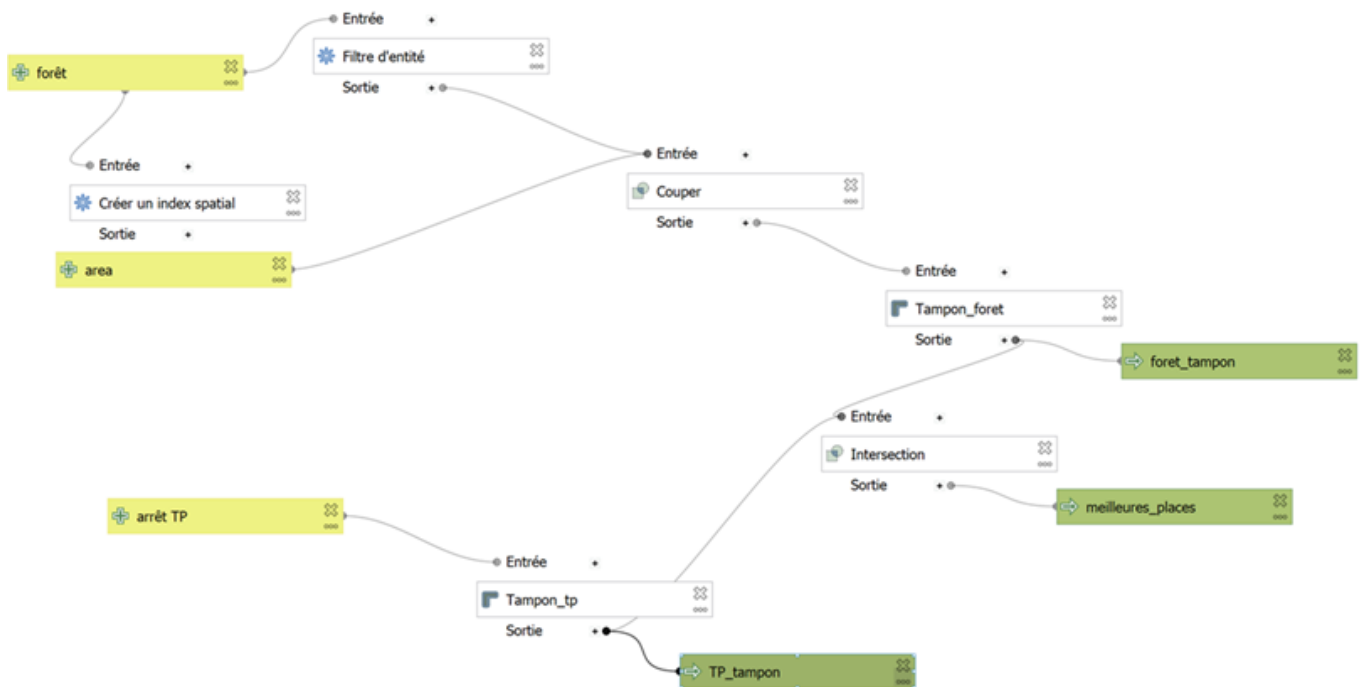 Entrée
Filtre d'entité
forêt
Sortie
Entrée
Entrée
Couper
Créer un index spatial
Sortie
Sortie
area
Entrée
Tampon_foret
Sortie
foret_tampon
Entrée
Intersection
Sortie
meilleures_places
arrêt TP
Entrée
Tampon_tp
Sortie
TP_tampon